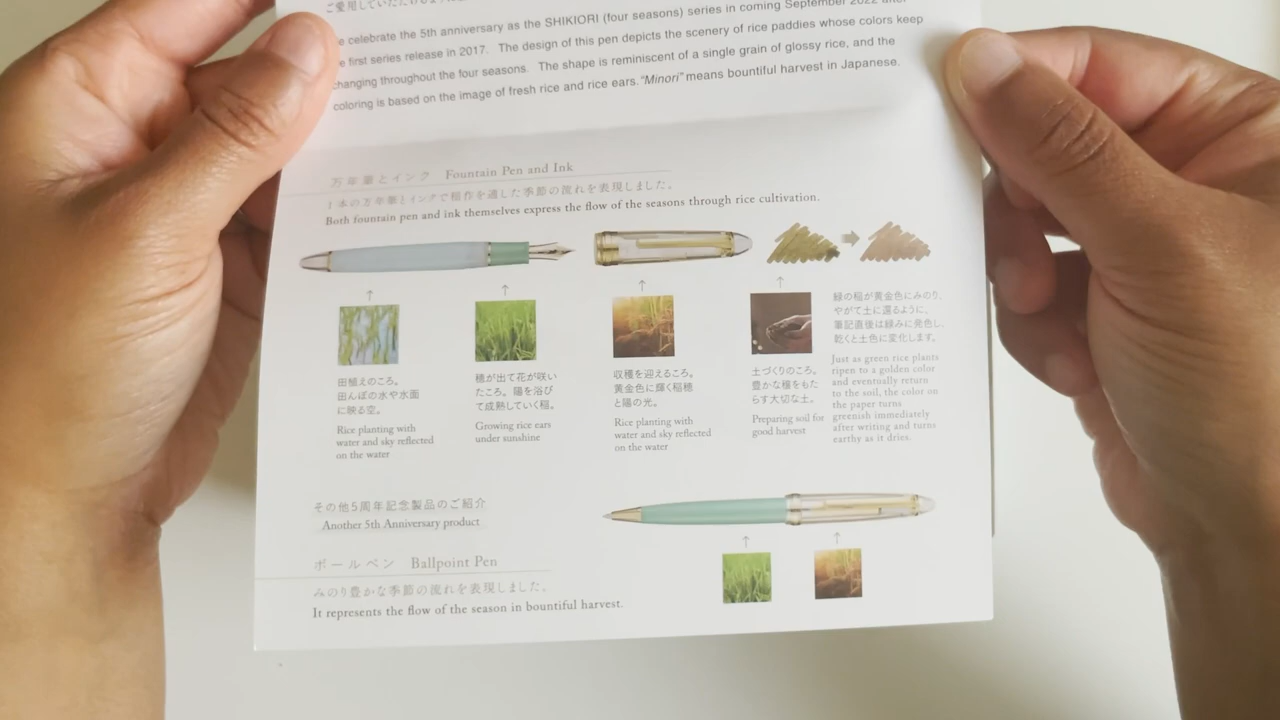 e celebrate the 5th anniversary as the SHIKIORI (four seasons) series in coming September 2022 after
e first series release in 2017. The design of this pen depicts the scenery of rice paddies whose colors keep
changing throughout the four seasons. The shape is reminiscent of a single grain of glossy rice, and the
coloring is based on the image of fresh rice and rice ears. “Minori” means bountiful harvest in Japanese.
万年筆とインク Fountain Pen and Ink
1本の万年筆とインクで稲作を通した季節の流れを表現しました。
Both fountain pen and ink themselves express the flow of the seasons through rice cultivation.
田植えのころ。
田んぼの水や水面
に映る空。
Rice planting with
water and sky reflected
on the water
穂が出て花が咲い
たころ。陽を浴び
て成熟していく稲。
Growing rice ears
under sunshine
収穫を迎えるころ。
黄金色に輝く稲穂
と陽の光。
Rice planting with
water and sky reflected
on the water
土づくりのころ。
豊かな穣をもた
らす大切な土。
Preparing soil for
good harvest
緑の稲が黄金色にみのり、
やがて土に還るように、
筆記直後は緑みに発色し、
乾くと土色に変化します。
Just as green rice plants
ripen to a golden color
and eventoally return
to the soil, the color on
the paper turns
greenish immediately
after writing and turns
earthy as it dries.
その他5周年記念製品のご紹介
Another 5th Anniversary product
ボールペン Ballpoint Pen
みのり豊かな季節の流れを表現しました。
It represents the flow of the season in bountiful harvest.